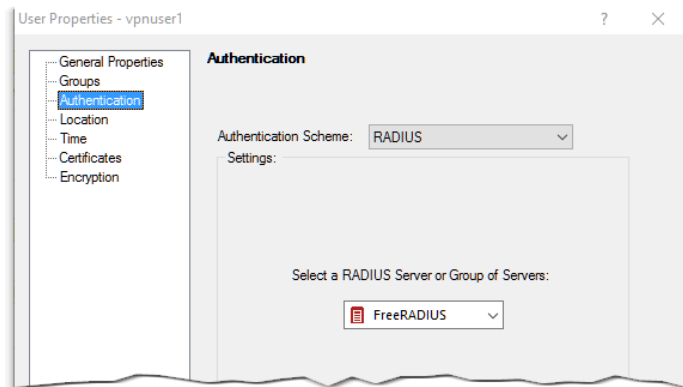 User Properties - vpnuser1
?
General Properties
Groups
Authentication
Location
Time
Certificates
Encryption
Authentication
Authentication Scheme: RADIUS
Settings:
Select a RADIUS Server or Group of Servers:
FreeRADIUS